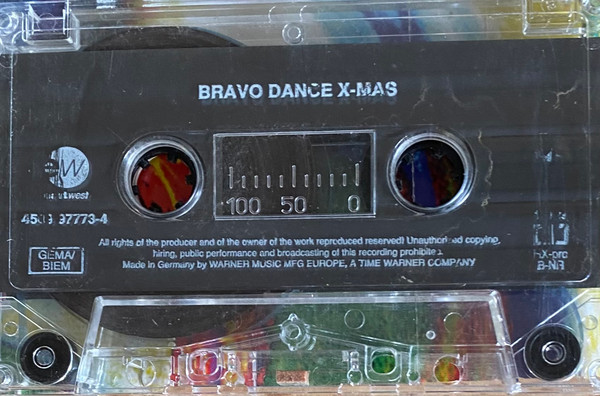 BRAVO DANCE X-MAS
W
100 50 0
GEMA/
BIEM
All rights of the producer and of the owner of the work reproduced reserved! Unauthorized copying,
hiring, public performance and broadcasting of this recording prohibited.
Made in Germany by WARNER MUSIC MFG EUROPE, A TIME WARNER COMPANY
B-NR